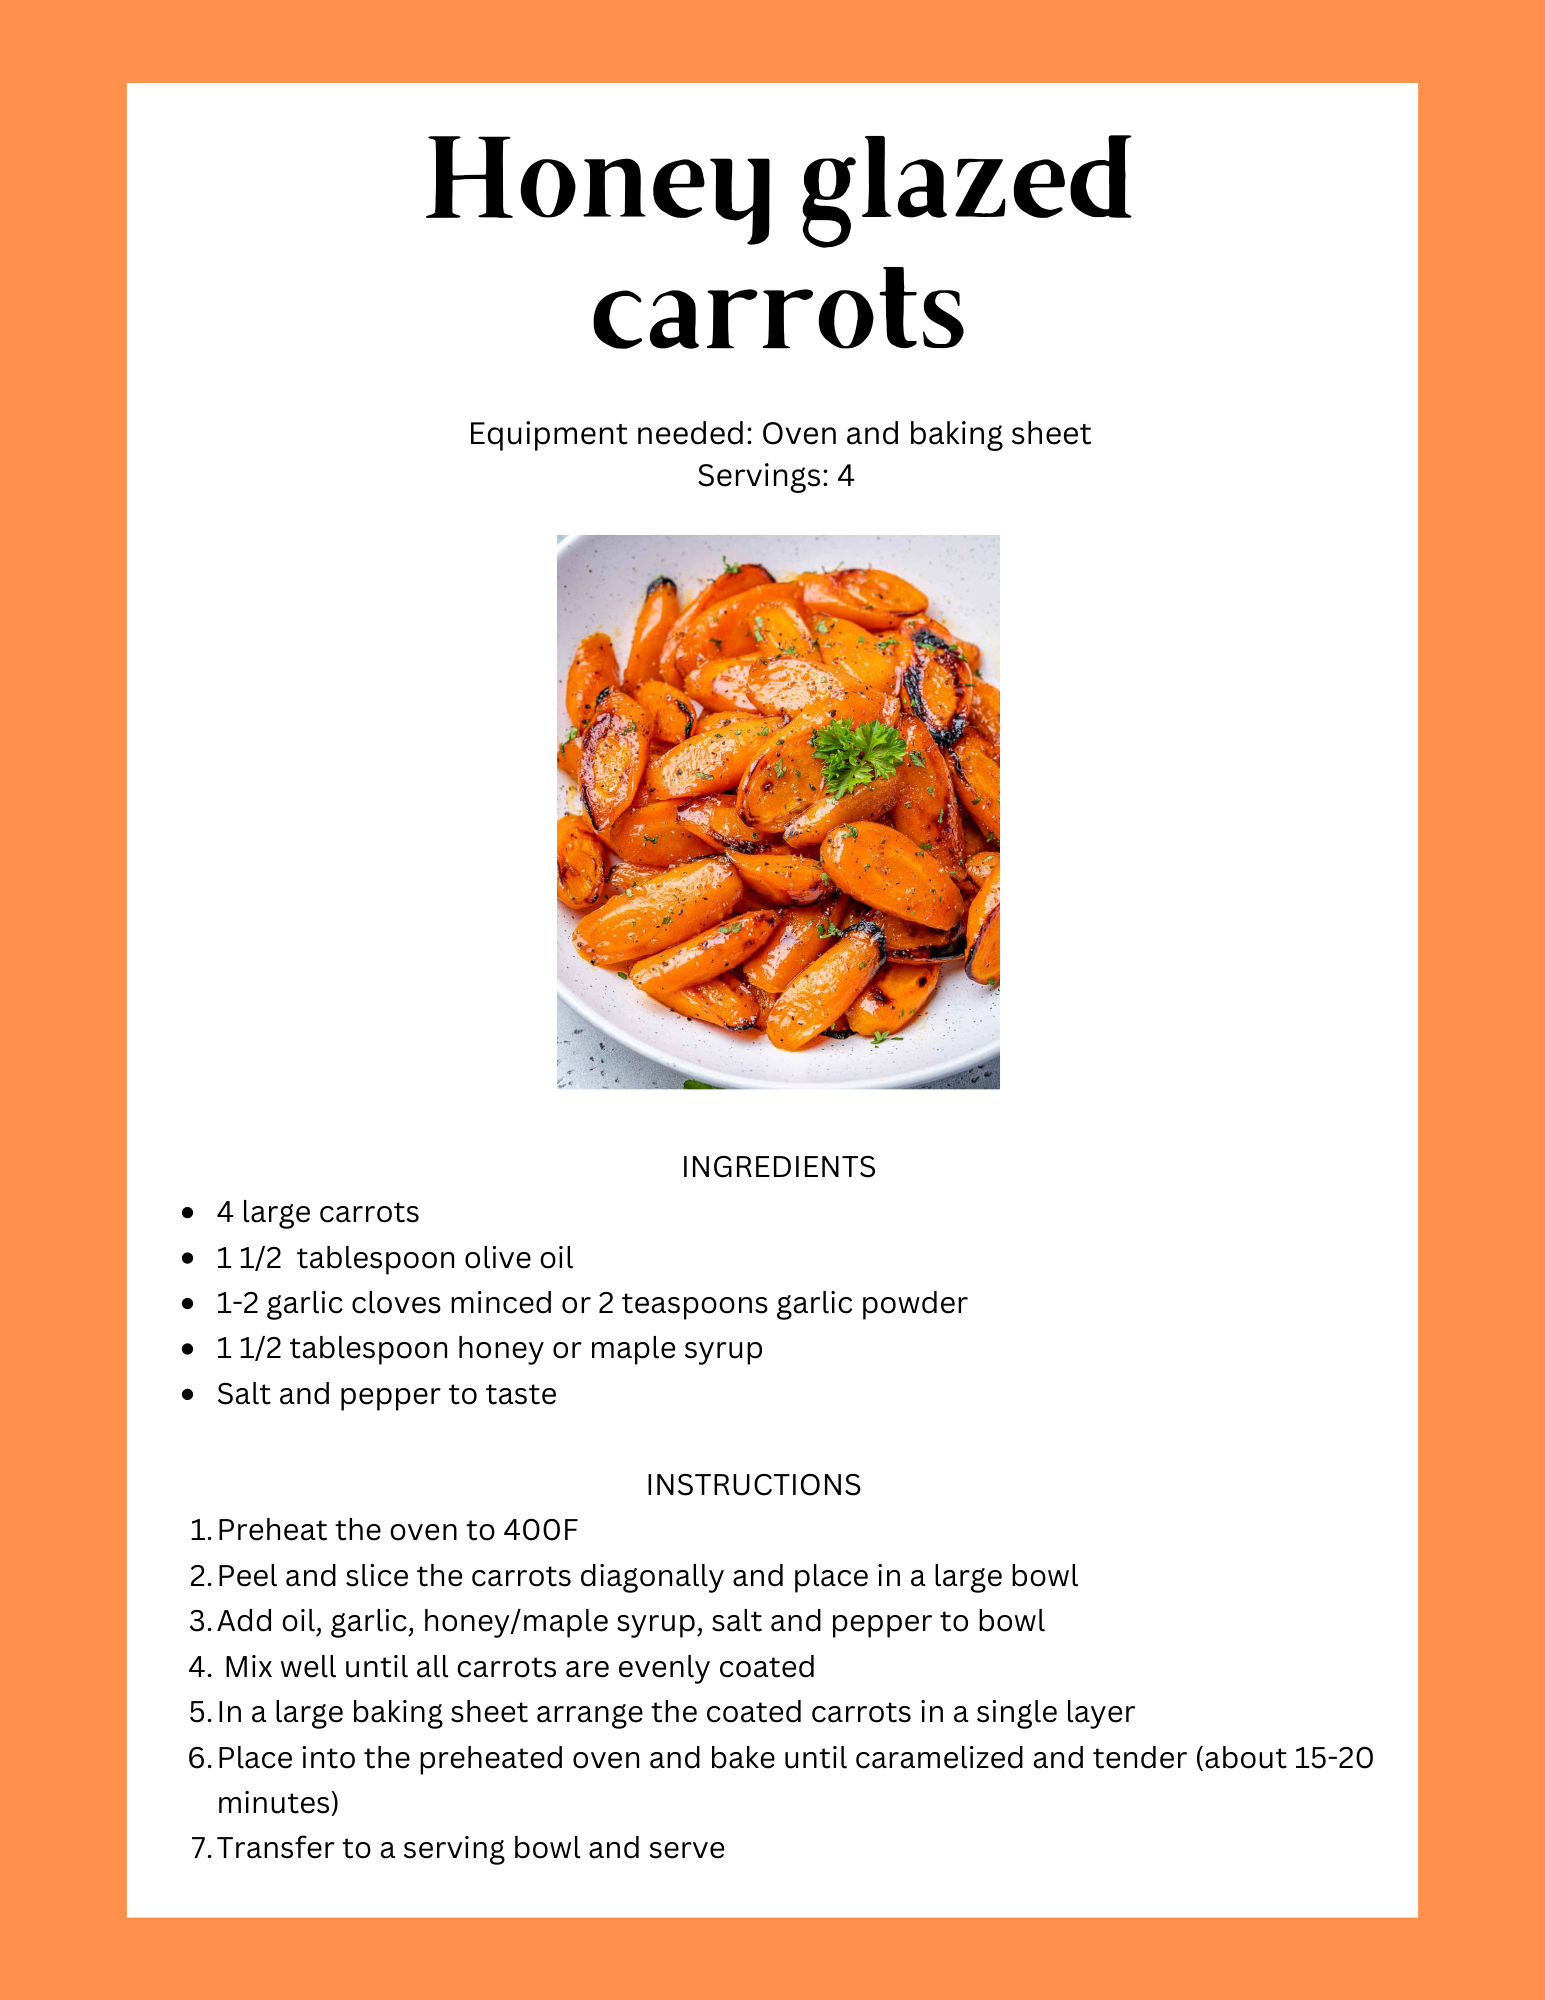 Honey glazed
carrots
Equipment needed: Oven and baking sheet
Servings: 4
INGREDIENTS
• 4 large carrots
• 1 1/2  tablespoon olive oil
• 1-2 garlic cloves minced or 2 teaspoons garlic powder
• 1 1/2 tablespoon honey or maple syrup
• Salt and pepper to taste
INSTRUCTIONS
1. Preheat the oven to 400F
2. Peel and slice the carrots diagonally and place in a large bowl
3. Add oil, garlic, honey/maple syrup, salt and pepper to bowl
4. Mix well until all carrots are evenly coated
5. In a large baking sheet arrange the coated carrots in a single layer
6. Place into the preheated oven and bake until caramelized and tender (about 15-20
minutes)
7. Transfer to a serving bowl and serve